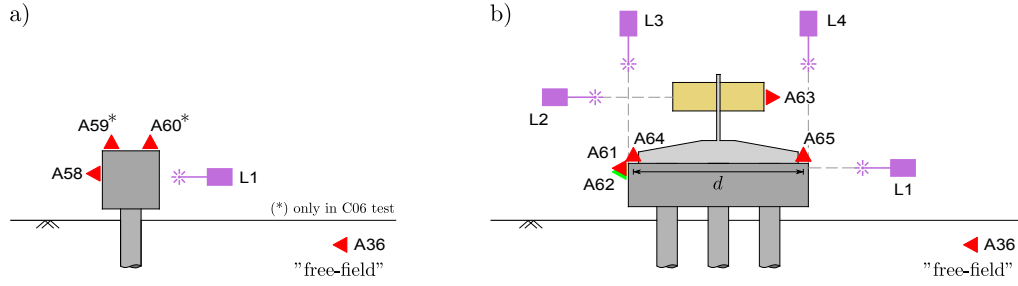 a)
A59*
A60*
A58
L1
(*) only in C06 test
A36
"free-field"
b)
L3
L4
L2
A63
A61
A64
A65
A62
d
L1
A36
"free-field"